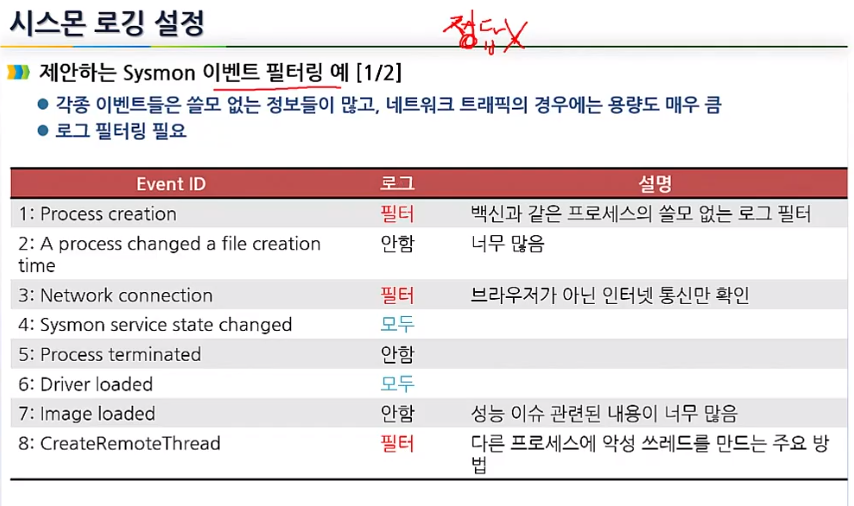 시스몬 로깅 설정
정답X
제안하는 Sysmon 이벤트 필터링 예 [1/2]
각종 이벤트들은 쓸모 없는 정보들이 많고, 네트워크 트래픽의 경우에는 용량도 매우 큼
로그 필터링 필요
Event ID 로그 설명
1: Process creation 필터 백신과 같은 프로세스의 쓸모 없는 로그 필터
2: A process changed a file creation 안함 너무 많음
time
3: Network connection 필터 브라우저가 아닌 인터넷 통신만 확인
4: Sysmon service state changed 모두
5: Process terminated 안함
6: Driver loaded 모두
7: Image loaded 안함 성능 이슈 관련된 내용이 너무 많음
8: CreateRemoteThread 필터 다른 프로세스에 악성 쓰레드를 만드는 주요 방
법